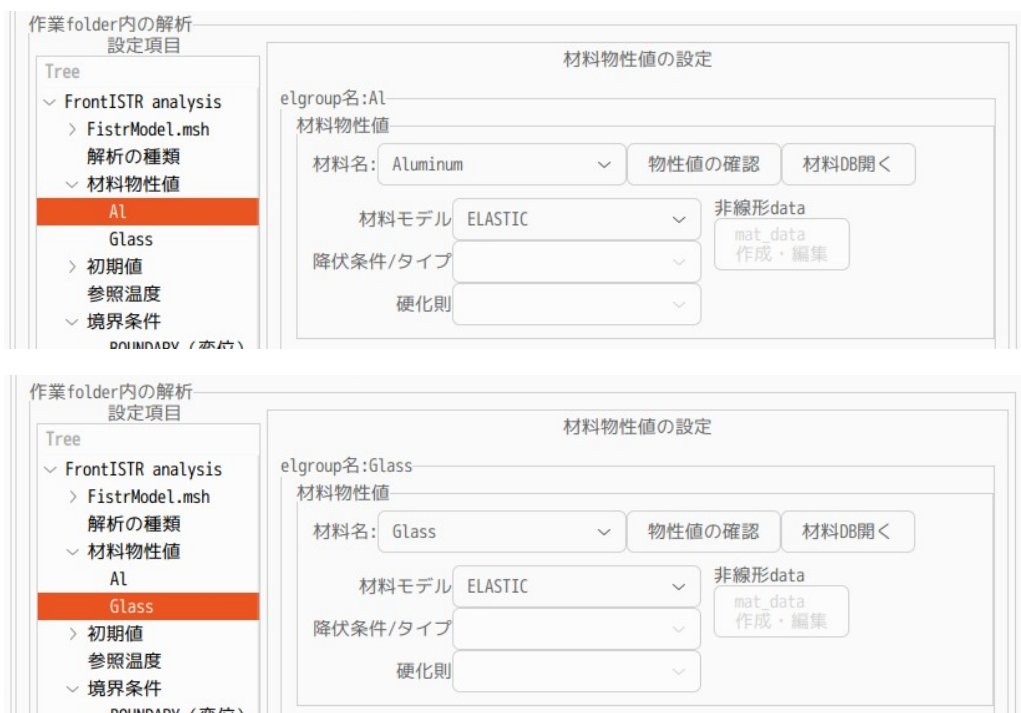 作業folder内の解析
設定項目
Tree
FrontISTR analysis
FistrModel.msh
解析の種類
材料物性値
Al
Glass
初期値
参照温度
境界条件
BOUNDARY (変位)
材料物性値の設定
elgroup名:Al
材料物性値
材料名: Aluminum 物性値の確認 材料DB開く
材料モデル ELASTIC 非線形data
mat_data
作成・編集
降伏条件/タイプ
硬化則
作業folder内の解析
設定項目
Tree
FrontISTR analysis
FistrModel.msh
解析の種類
材料物性値
Al
Glass
初期値
参照温度
境界条件
BOUNDARY (変位)
材料物性値の設定
elgroup名:Glass
材料物性値
材料名: Glass 物性値の確認 材料DB開く
材料モデル ELASTIC 非線形data
mat_data
作成・編集
降伏条件/タイプ
硬化則